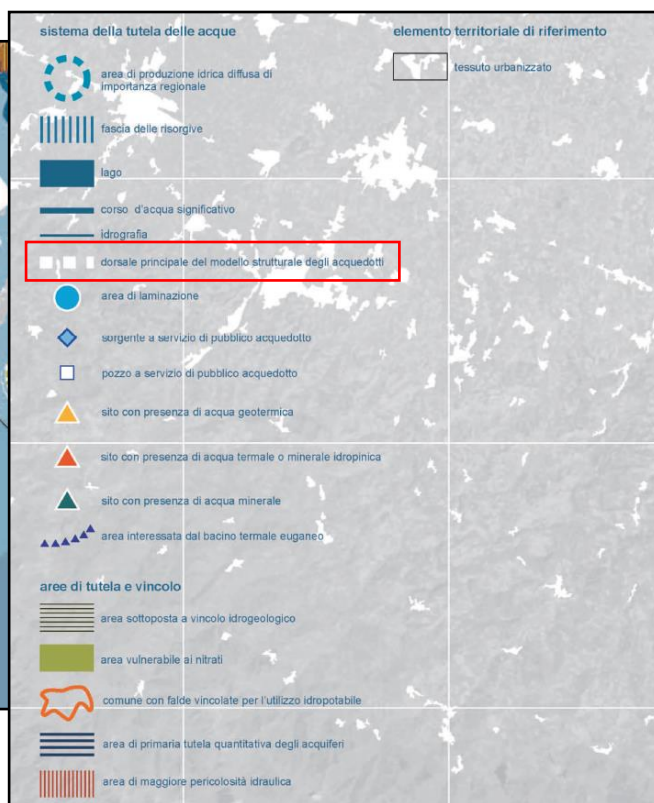 sistema della tutela delle acque
area di produzione idrica diffusa di
importanza regionale
fascia delle risorgive
lago
corso d'acqua significativo
idrografia
dorsale principale del modello strutturale degli acquedotti
area di laminazione
sorgente a servizio di pubblico acquedotto
pozzo a servizio di pubblico acquedotto
sito con presenza di acqua geotermica
sito con presenza di acqua termale o minerale idropinica
sito con presenza di acqua minerale
area interessata dal bacino termale euganeo
aree di tutela e vincolo
area sottoposta a vincolo idrogeologico
area vulnerabile ai nitrati
comune con falde vincolate per l'utilizzo idropotabile
area di primaria tutela quantitativa degli acquiferi
area di maggiore pericolosità idraulica
elemento territoriale di riferimento
tessuto urbanizzato